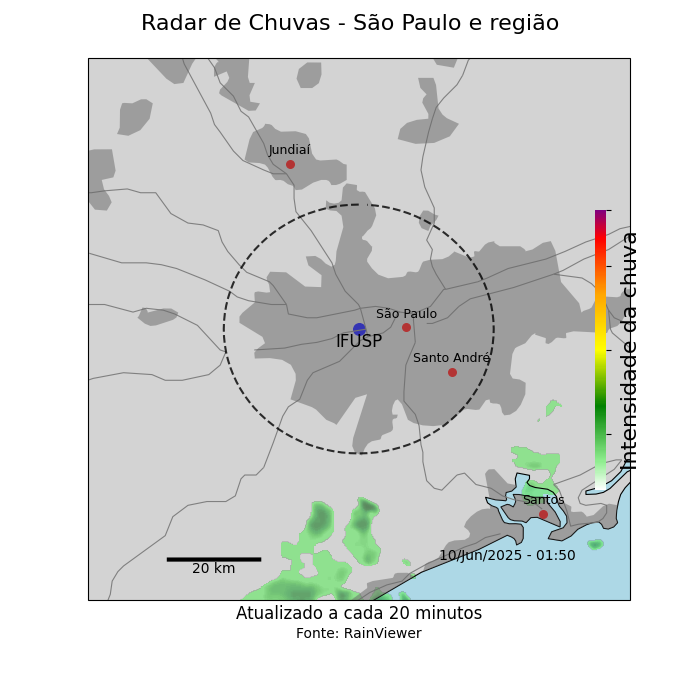 Radar de Chuvas - São Paulo e região
Jundiaí
São Paulo
IFUSP
Santo André
Intensidade da chuva
Santos
10/Jun/2025 - 01:50
20 km
Atualizado a cada 20 minutos
Fonte: RainViewer